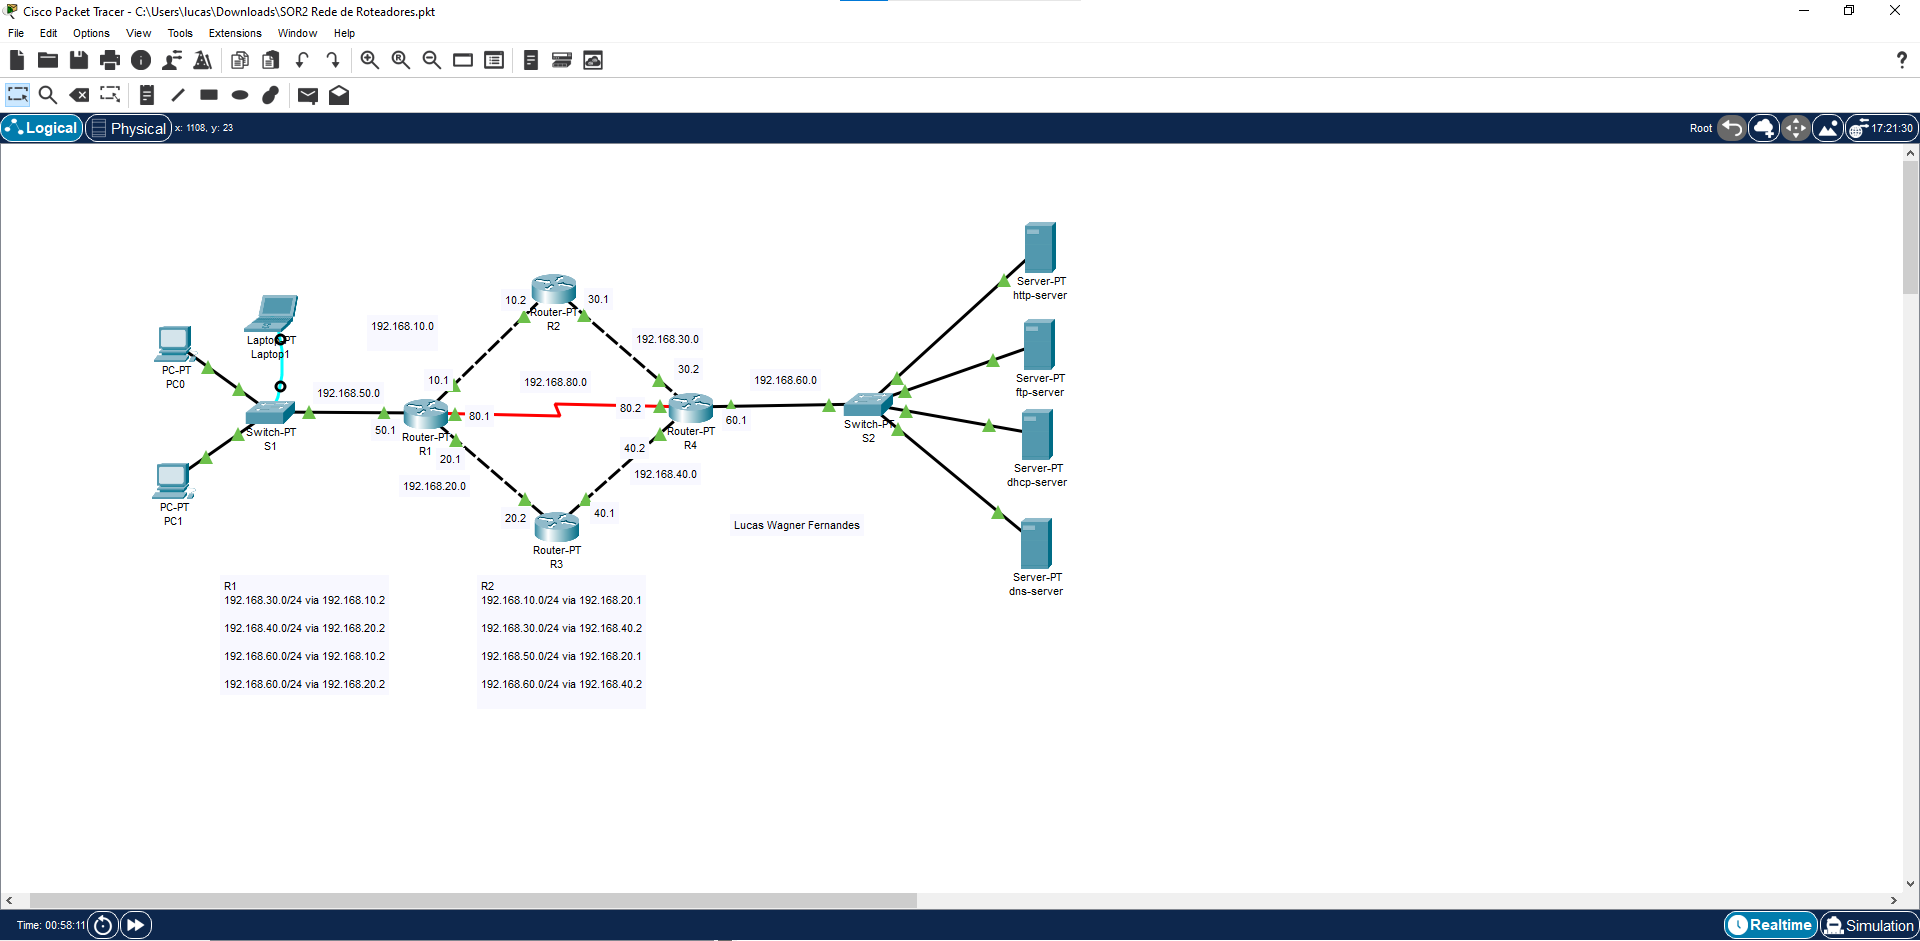 Cisco Packet Tracer - C:\Users\lucas\Downloads\SOR2 Rede de Roteadores.pkt
File Edit Options View Tools Extensions Window Help
Logical Physical x: 1108, y: 23 Root 17:21:30
Server-PT
http-server
10.2 30.1
Router-PT
R2
192.168.10.0
192.168.30.0
Laptop-PT
Laptop1
PC-PT
PC0
30.2
Server-PT
ftp-server
10.1 192.168.80.0 192.168.60.0
192.168.50.0
80.1 80.2
60.1
50.1
Switch-PT
S1
Router-PT
R1
Router-PT
R4
Switch-PT
S2
20.1
40.2
192.168.40.0
Server-PT
dhcp-server
192.168.20.0
PC-PT
PC1
20.2 40.1
Lucas Wagner Fernandes
Router-PT
R3
Server-PT
dns-server
R1
192.168.30.0/24 via 192.168.10.2
192.168.40.0/24 via 192.168.20.2
192.168.60.0/24 via 192.168.10.2
192.168.60.0/24 via 192.168.20.2
R2
192.168.10.0/24 via 192.168.20.1
192.168.30.0/24 via 192.168.40.2
192.168.50.0/24 via 192.168.20.1
192.168.60.0/24 via 192.168.40.2
Time: 00:58:11 Realtime Simulation